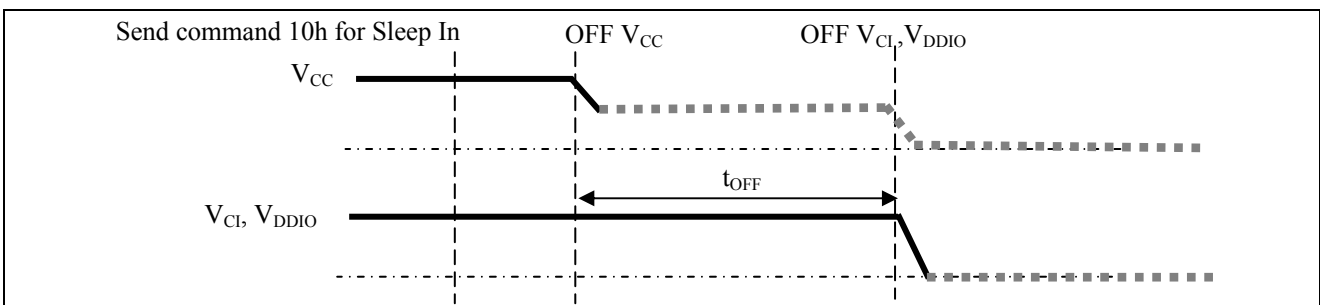 Send command 10h for Sleep In OFF VCC OFF VCI,VDDIO
VCC
tOFF
VCI, VDDIO